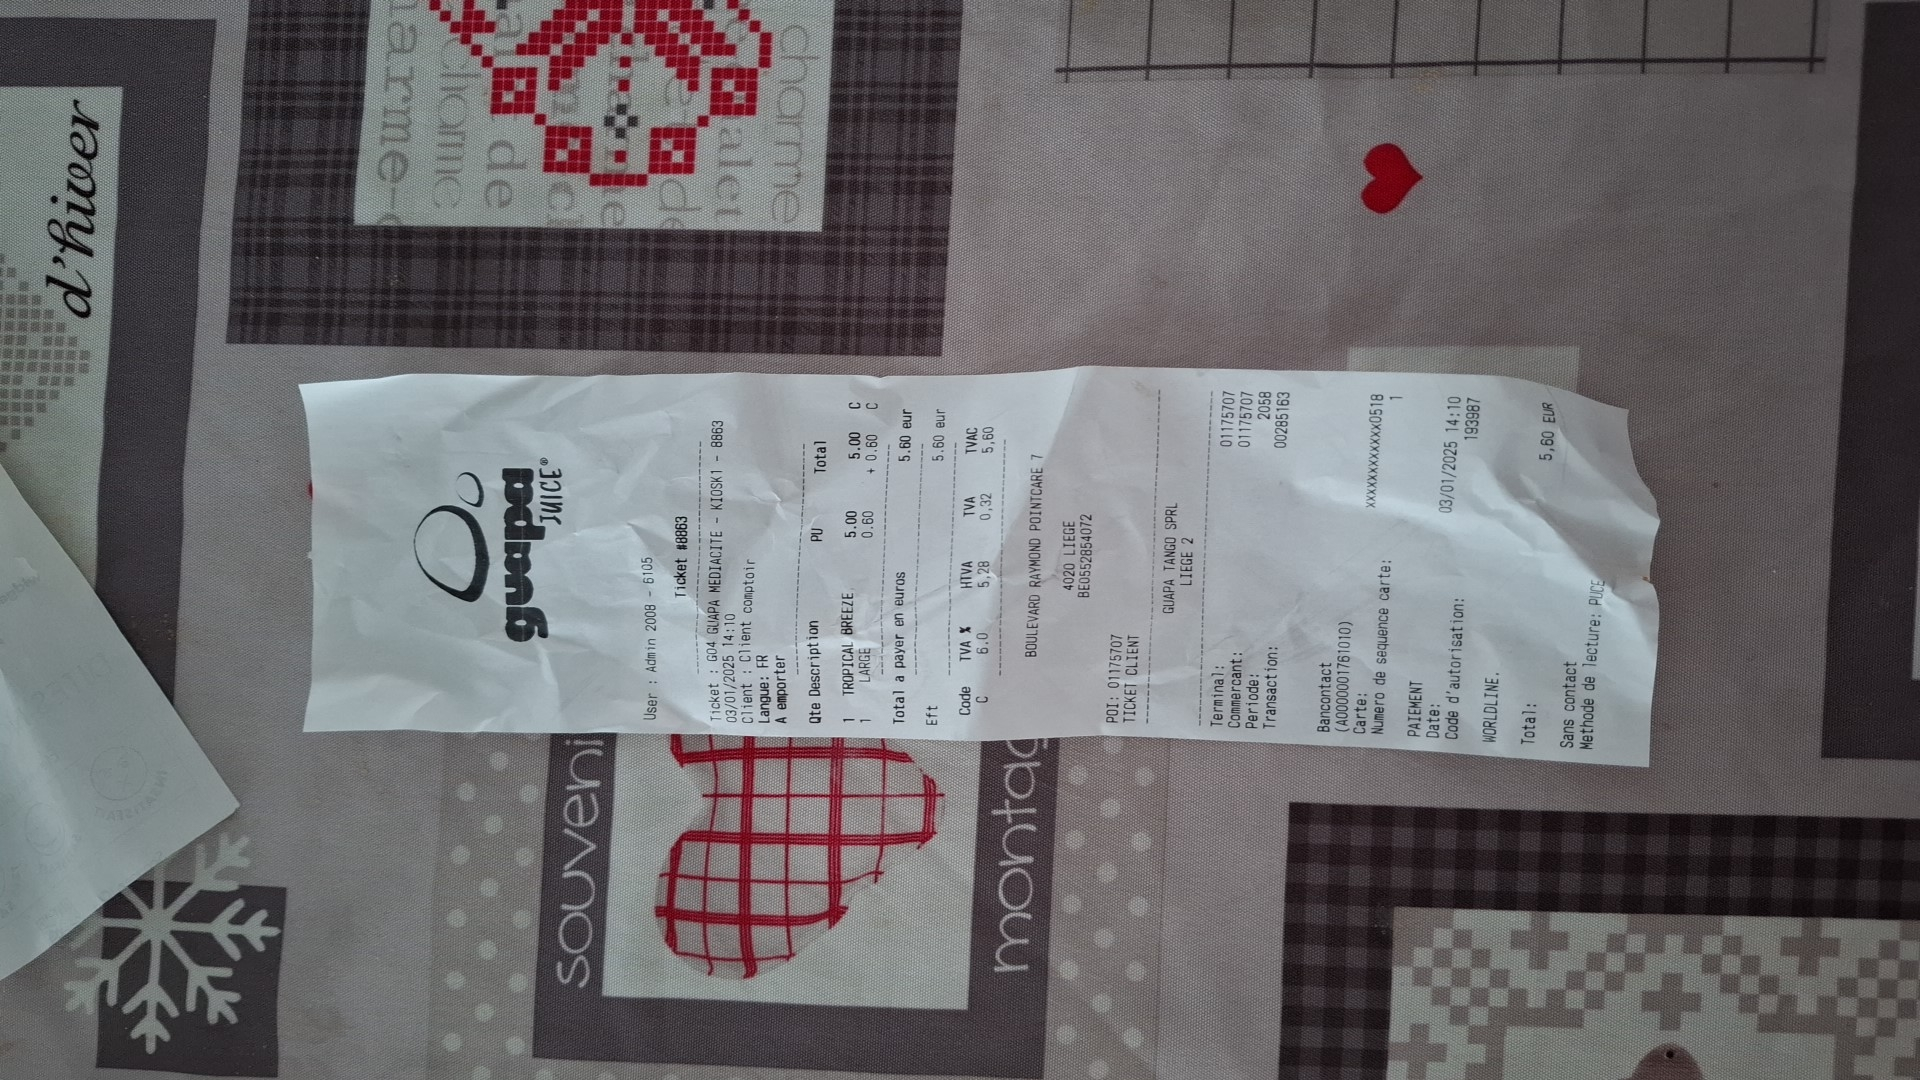 guapa
JUICE®
User : Admin 2008 - 6105
Ticket #8863
Ticket : G04 GUAPA MEDIACITE - KIOSK1 - 8863
03/01/2025 14:10
Client : Client comptoir
Langue: FR
A emporter
Qte Description PU Total
1 TROPICAL BREEZE 5.00 5.00 C
1 LARGE 0.60 + 0.60 C
Total a payer en euros 5.60 eur
Eft 5.60 eur
Code TVA % HTVA TVA TVAC
C 6.0 5,28 0,32 5,60
BOULEVARD RAYMOND POINTCARE 7
4020 LIEGE
BE0552854072
POI: 01175707
TICKET CLIENT
GUAPA TANGO SPRL
LIEGE 2
Terminal: 01175707
Commercant: 01175707
Periode: 2058
Transaction: 00285163
Bancontact
(A0000001761010)
Carte: xxxxxxxxxxxxx0518
Numero de sequence carte: 1
PAIEMENT
Date: 03/01/2025 14:10
Code d'autorisation: 193987
WORLDLINE.
Total: 5,60 EUR
Sans contact
Methode de lecture: PUCE
d'hiver
charme
de
souveni
montag